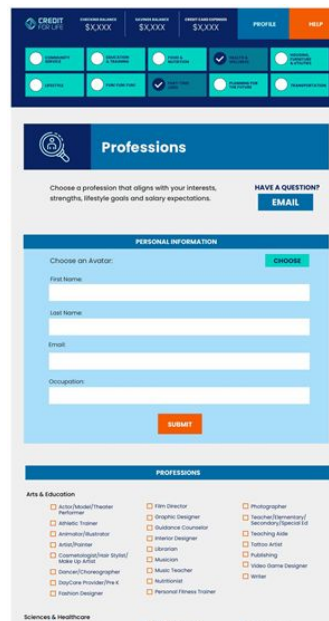 CREDIT
FOR LIFE
CHECKING BALANCE
$X,XXX
SAVINGS BALANCE
$X,XXX
CREDIT CARD EXPENSES
$X,XXX
PROFILE
HELP
COMMUNITY
SERVICE
EDUCATION
& TRAINING
FOOD &
NUTRITION
HEALTH &
WELLNESS
HOUSING,
FURNITURE
& UTILITIES
LIFESTYLE
FUN! FUN! FUN!
PLANNING FOR
THE FUTURE
TRANSPORTATION
Professions
Choose a profession that aligns with your interests,
strengths, lifestyle goals and salary expectations.
HAVE A QUESTION?
EMAIL
PERSONAL INFORMATION
Choose an Avatar:
CHOOSE
First Name:
Last Name:
Email:
Occupation:
SUBMIT
PROFESSIONS
Arts & Education
Actor/Model/Theater
Performer
Athletic Trainer
Animator/Illustrator
Artist/Painter
Cosmetologist/Hair Stylist/
Make Up Artist
Dancer/Choreographer
DayCare Provider/Pre K
Fashion Designer
Film Director
Graphic Designer
Guidance Counselor
Interior Designer
Librarian
Musician
Music Teacher
Nutritionist
Personal Fitness Trainer
Photographer
Teacher/Elementary/
Secondary/Special Ed
Teaching Aide
Tattoo Artist
Publishing
Video Game Designer
Writer
Sciences & Healthcare